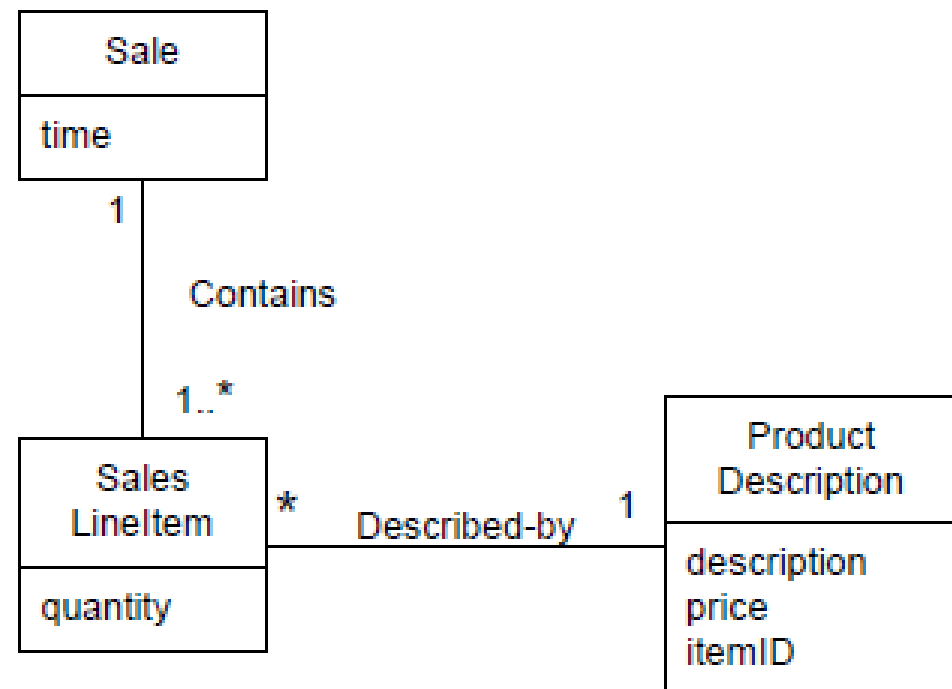 Sale
time
1
Contains
1..*
Sales
LineItem
quantity
*
Described-by
1
Product
Description
description
price
itemID